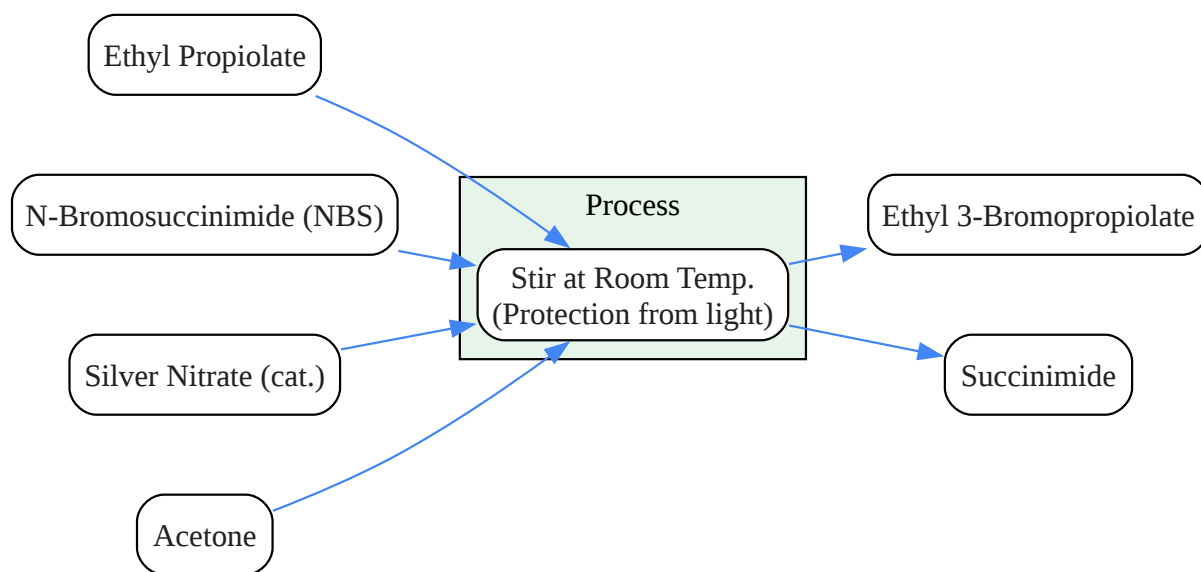 Ethyl Propiolate
N-Bromosuccinimide (NBS)
Silver Nitrate (cat.)
Acetone
Process
Stir at Room Temp.
(Protection from light)
Ethyl 3-Bromopropiolate
Succinimide